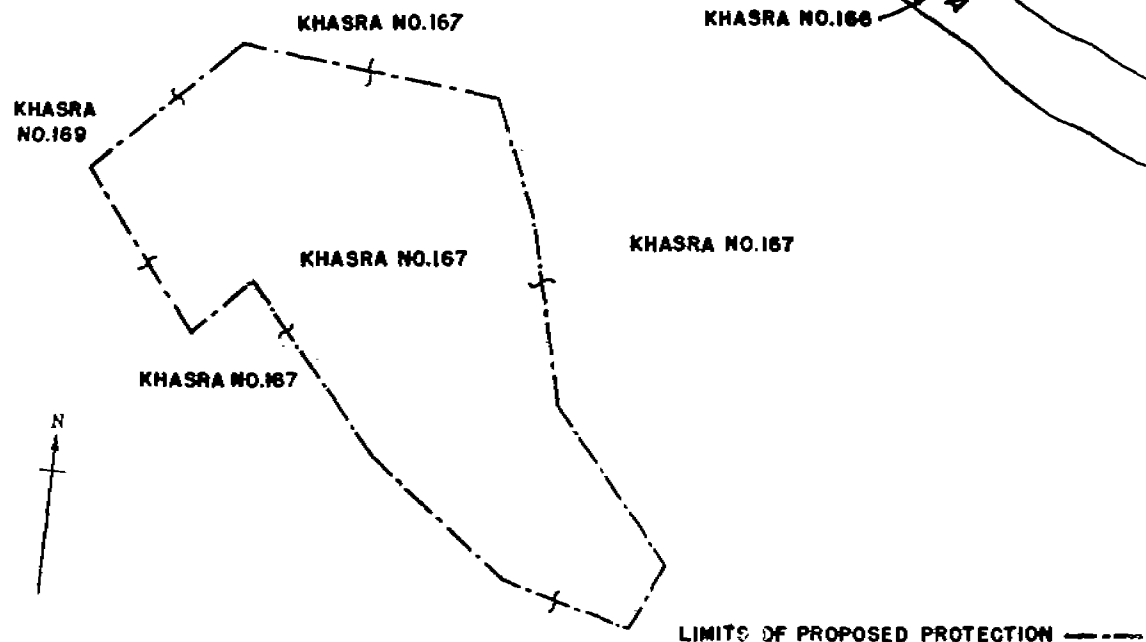 KHASRA NO.167
KHASRA NO.166
A
KHASRA
NO.169
KHASRA NO.167
KHASRA NO.167
KHASRA NO.167
N
LIMITS OF PROPOSED PROTECTION